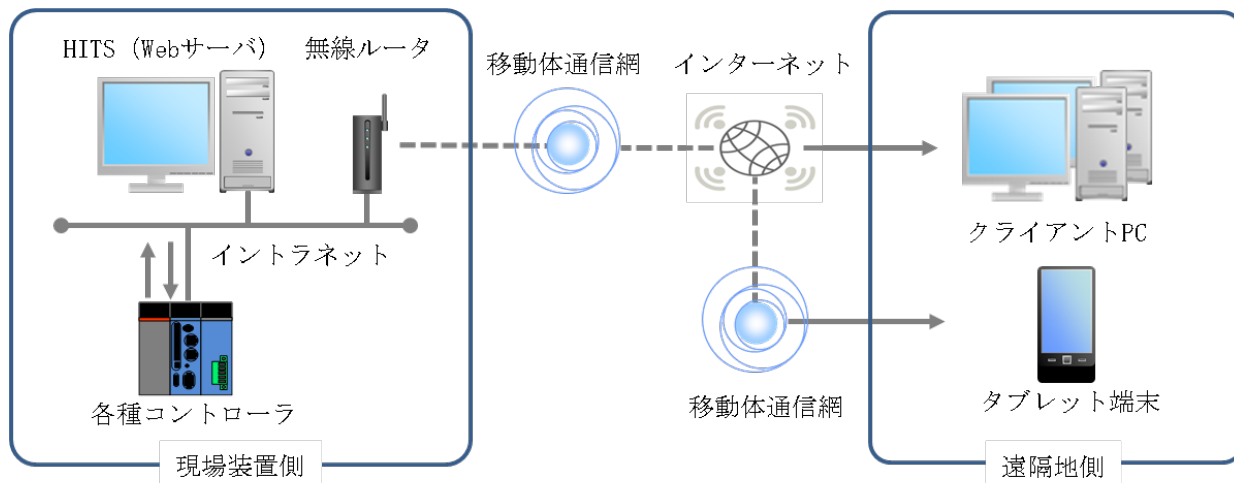 HITS (Webサーバ)
無線ルータ
移動体通信網
インターネット
イントラネット
クライアントPC
各種コントローラ
移動体通信網
タブレット端末
現場装置側
遠隔地側